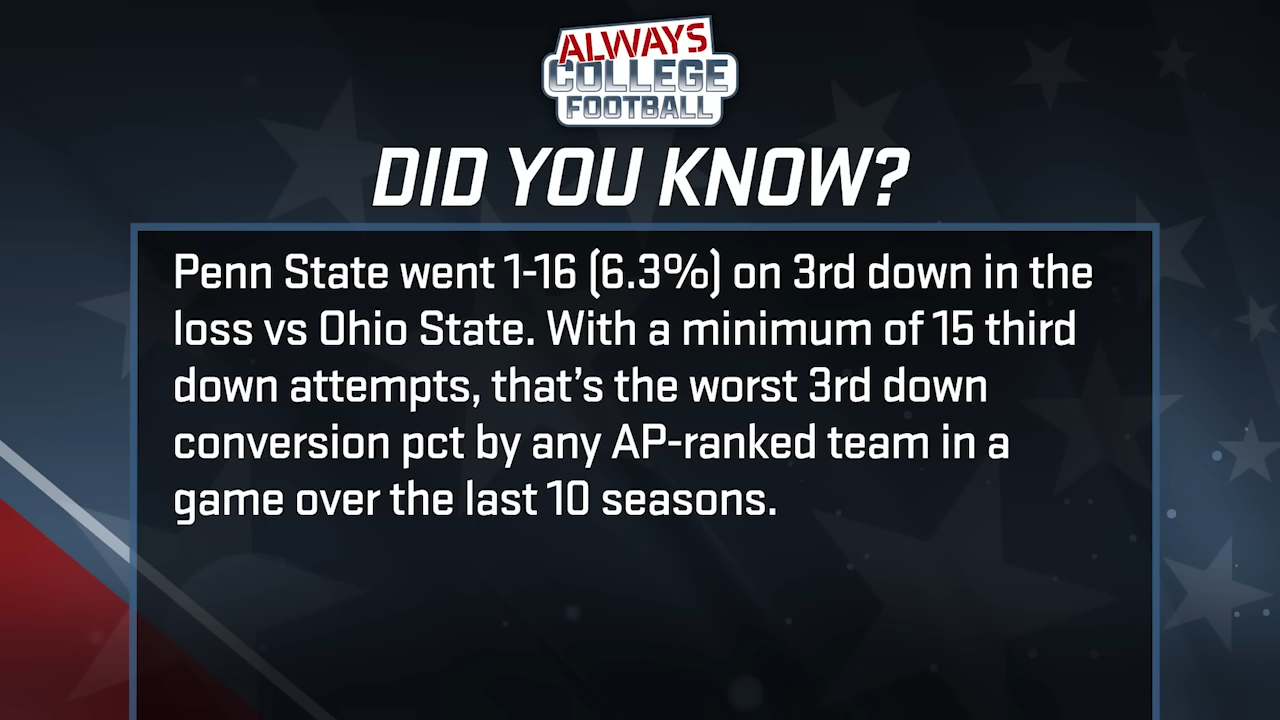 ALWAYS
COLLEGE
FOOTBALL
DID YOU KNOW?
Penn State went 1-16 (6.3%) on 3rd down in the
loss vs Ohio State. With a minimum of 15 third
down attempts, that's the worst 3rd down
conversion pct by any AP-ranked team in a
game over the last 10 seasons.